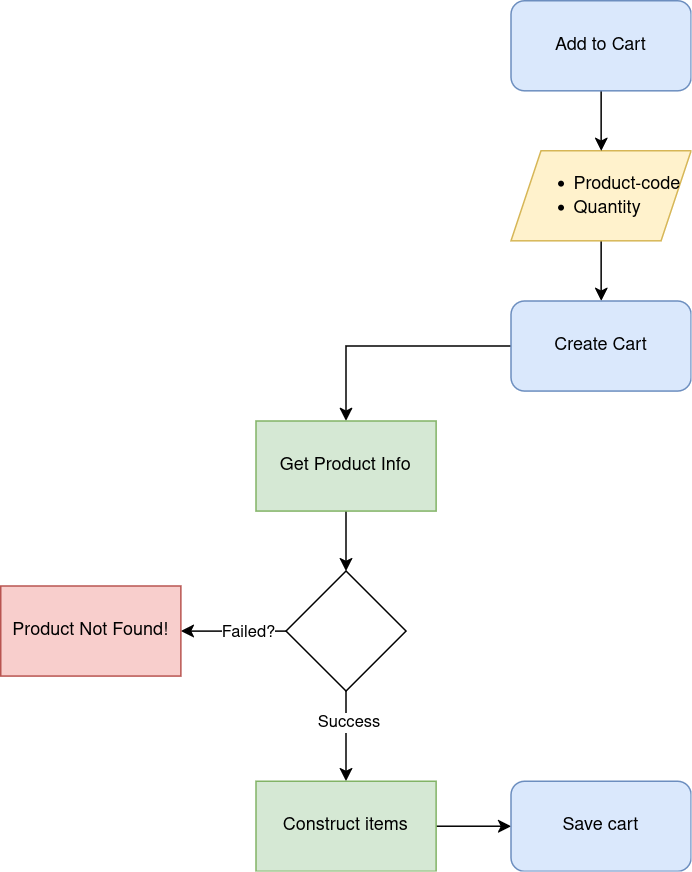 Add to Cart
• Product-code
• Quantity
Create Cart
Get Product Info
Product Not Found!
Failed?
Success
Construct items
Save cart